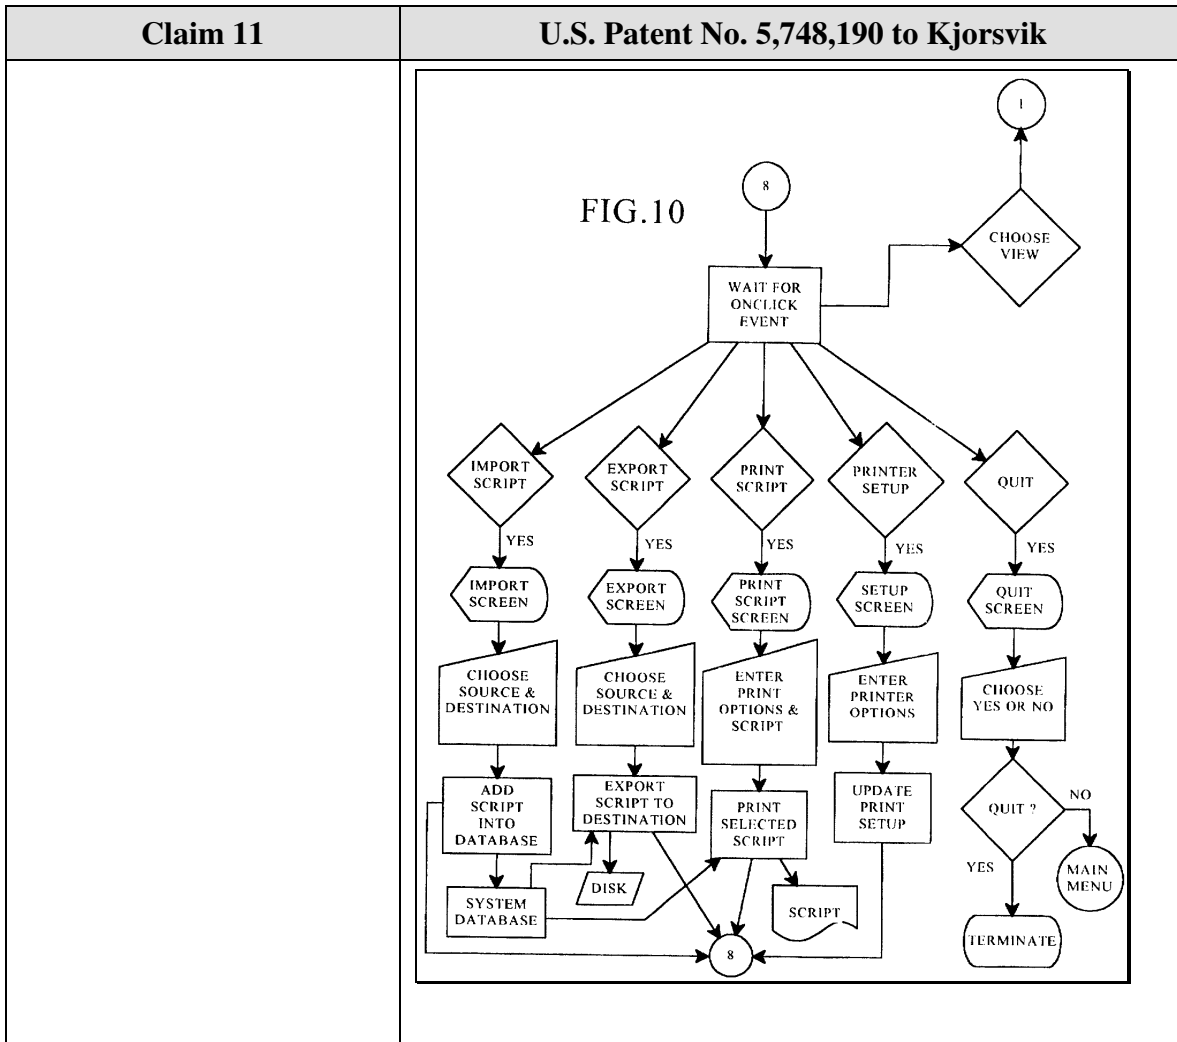 Claim 11
U.S. Patent No. 5,748,190 to Kjorsvik
1
8
FIG.10
CHOOSE
VIEW
WAIT FOR
ONCLICK
EVENT
IMPORT
SCRIPT
EXPORT
SCRIPT
PRINT
SCRIPT
PRINTER
SETUP
QUIT
YES
YES
YES
YES
YES
IMPORT
SCREEN
EXPORT
SCREEN
PRINT
SCRIPT
SCREEN
SETUP
SCREEN
QUIT
SCREEN
CHOOSE
SOURCE &
DESTINATION
CHOOSE
SOURCE &
DESTINATION
ENTER
PRINT
OPTIONS &
SCRIPT
ENTER
PRINTER
OPTIONS
CHOOSE
YES OR NO
ADD
SCRIPT
INTO
DATABASE
EXPORT
SCRIPT TO
DESTINATION
PRINT
SELECTED
SCRIPT
UPDATE
PRINT
SETUP
QUIT ?
NO
YES
MAIN
MENU
SYSTEM
DATABASE
DISK
SCRIPT
8
TERMINATE